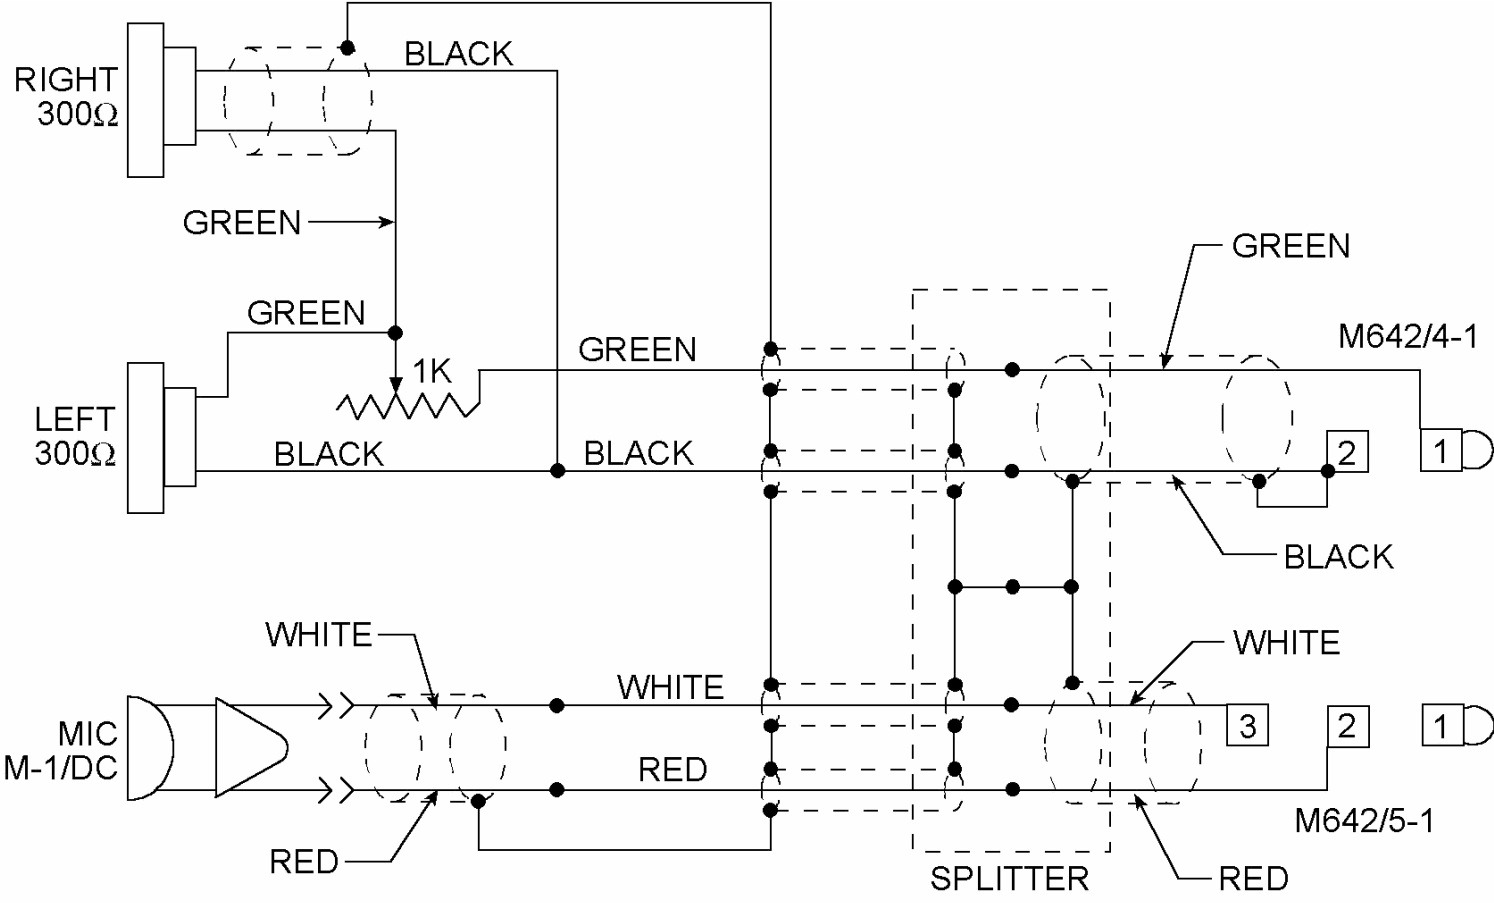 BLACK
RIGHT
300Ω
GREEN
GREEN
GREEN
M642/4-1
GREEN
1K
LEFT
300Ω
BLACK
BLACK
2
1
BLACK
WHITE
WHITE
WHITE
3
2
1
MIC
M-1/DC
RED
M642/5-1
RED
SPLITTER
RED